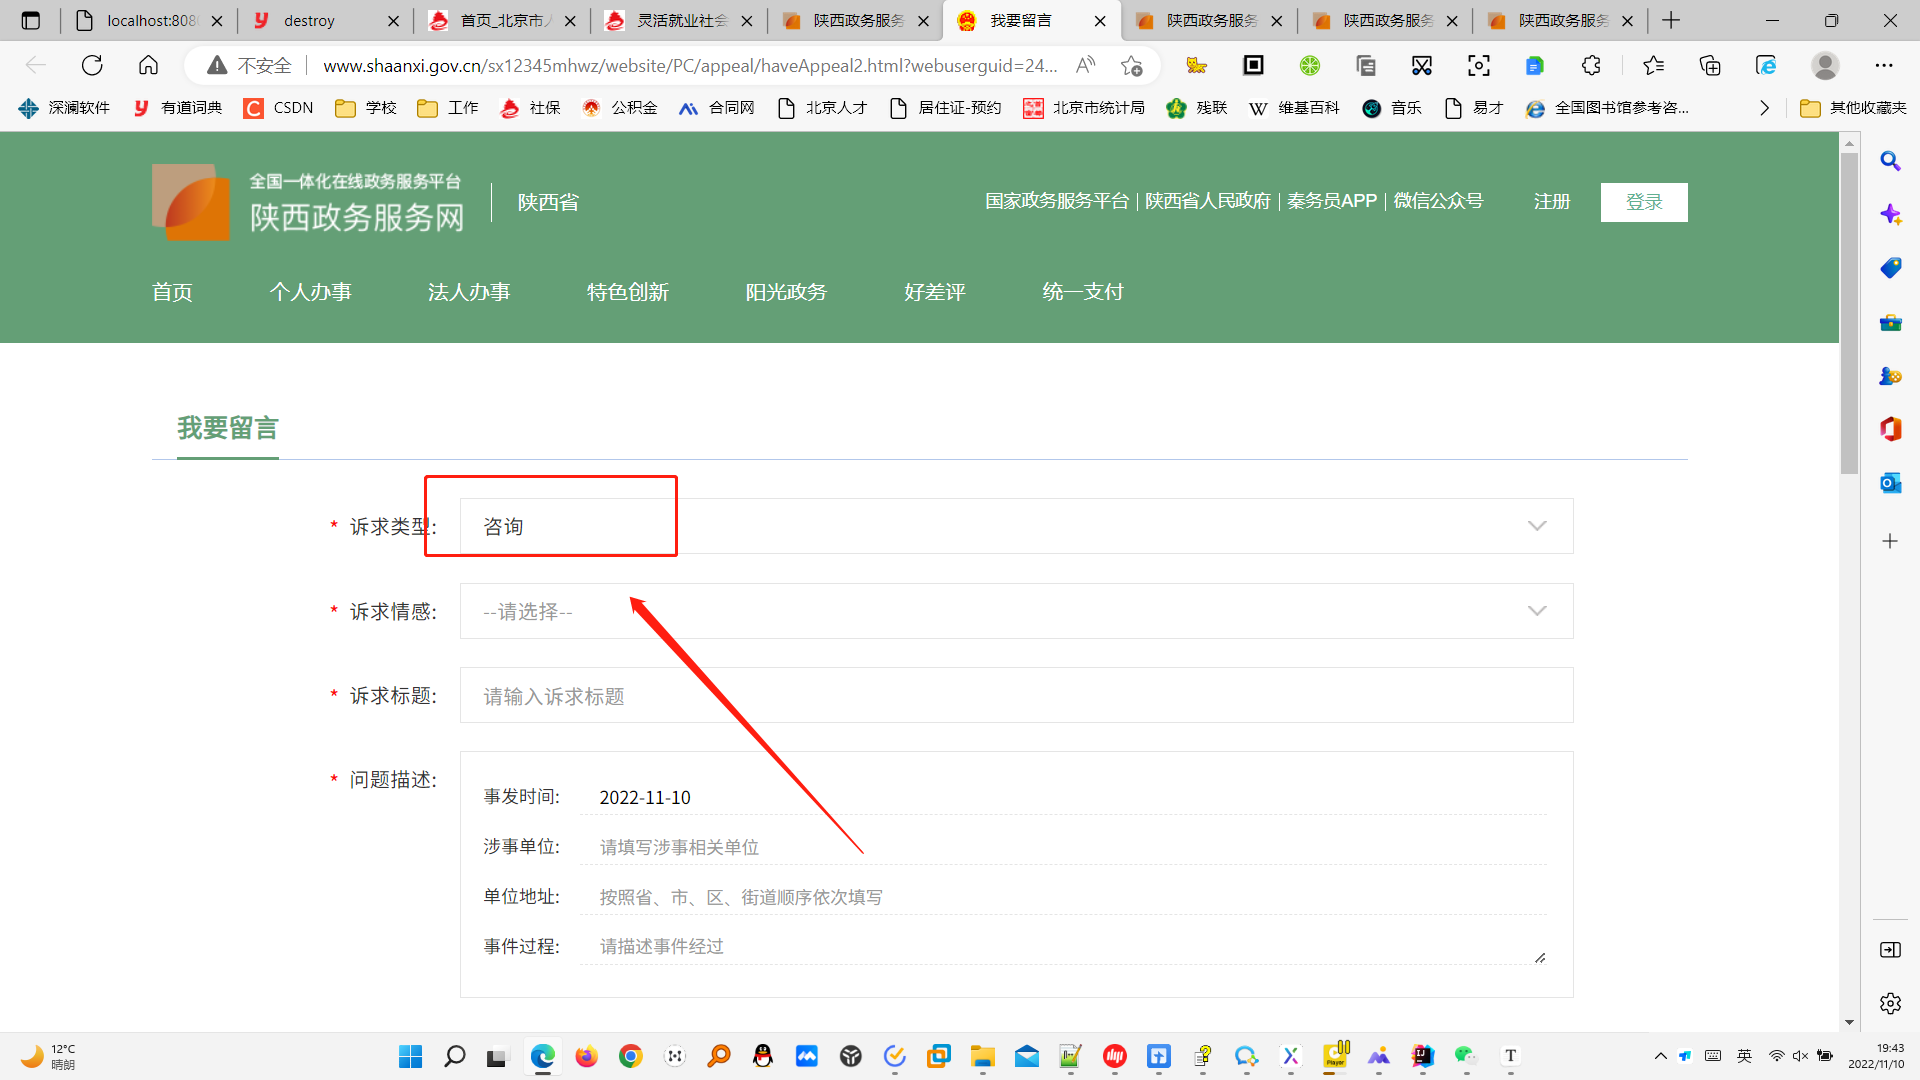 localhost:808
destroy
首页_北京市人
灵活就业社会
陕西政务服务
我要留言
陕西政务服务
陕西政务服务
陕西政务服务
不安全
www.shaanxi.gov.cn/sx12345mhwz/website/PC/appeal/haveAppeal2.html?webuserguid=24...
深澜软件
有道词典
CSDN
学校
工作
社保
公积金
合同网
北京人才
居住证-预约
北京市统计局
残联
维基百科
音乐
易才
全国图书馆参考咨...
其他收藏夹
全国一体化在线政务服务平台
陕西政务服务网
陕西省
国家政务服务平台 | 陕西省人民政府 | 秦务员APP | 微信公众号
注册
登录
首页
个人办事
法人办事
特色创新
阳光政务
好差评
统一支付
我要留言
* 诉求类型:
咨询
* 诉求情感:
--请选择--
* 诉求标题:
请输入诉求标题
* 问题描述:
事发时间:
2022-11-10
涉事单位:
请填写涉事相关单位
单位地址:
按照省、市、区、街道顺序依次填写
事件过程:
请描述事件经过
12°C
晴朗
英
19:43
2022/11/10